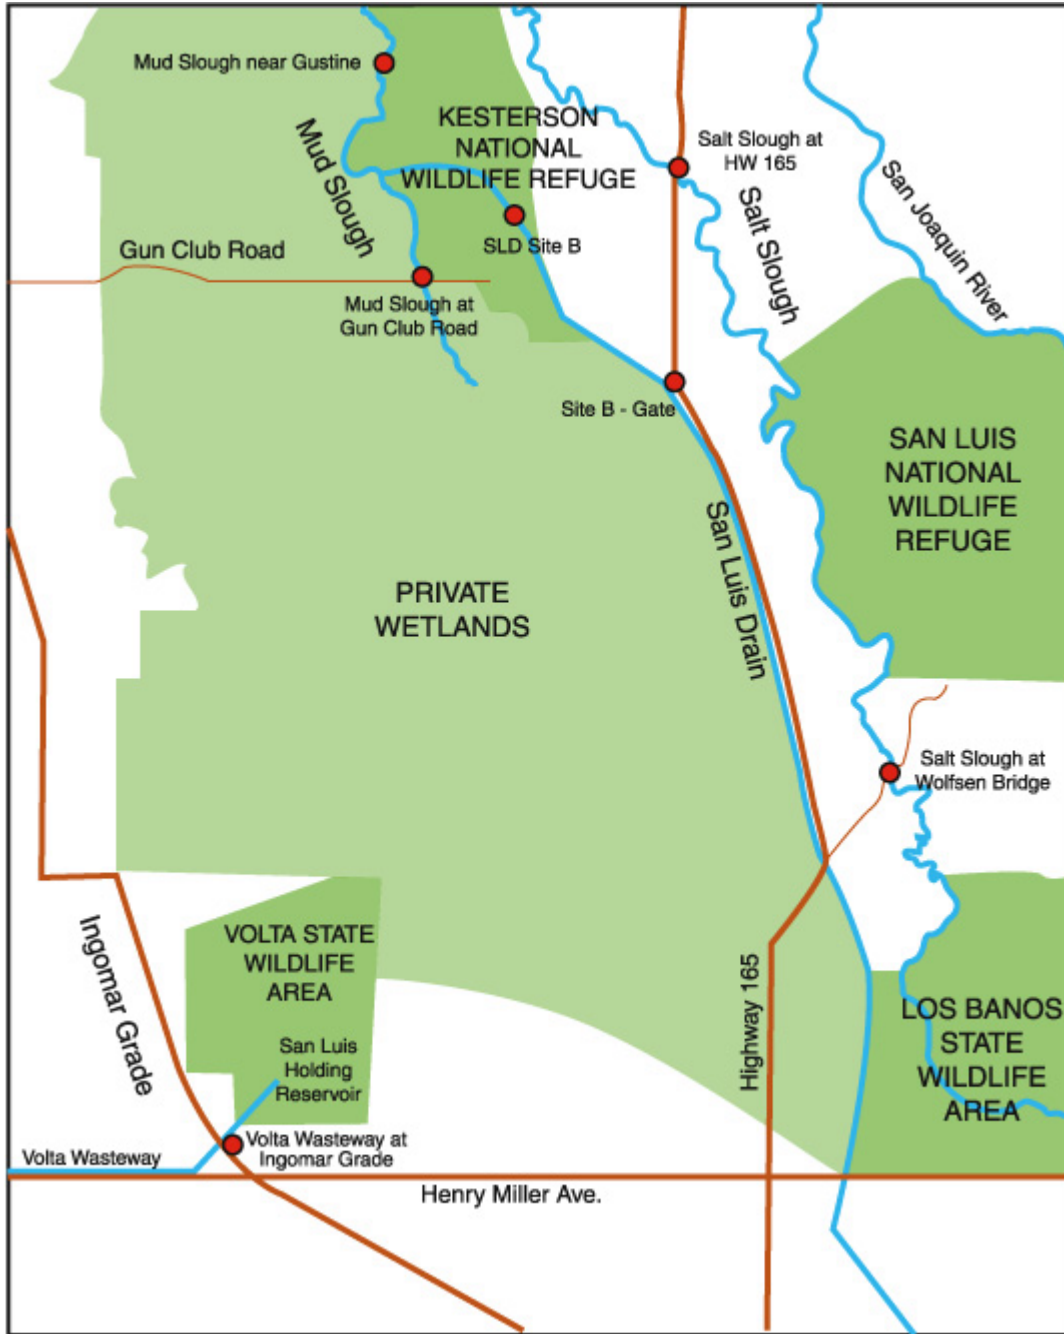 Mud Slough near Gustine
KESTERSON
NATIONAL
WILDLIFE REFUGE
Mud Slough
Salt Slough at
HW 165
Salt Slough
San Joaquin River
SLD Site B
Gun Club Road
Mud Slough at
Gun Club Road
Site B - Gate
SAN LUIS
NATIONAL
WILDLIFE
REFUGE
San Luis Drain
PRIVATE
WETLANDS
Salt Slough at
Wolfsen Bridge
Ingomar Grade
VOLTA STATE
WILDLIFE
AREA
San Luis
Holding
Reservoir
Highway 165
LOS BANOS
STATE
WILDLIFE
AREA
Volta Wasteway
Volta Wasteway at
Ingomar Grade
Henry Miller Ave.